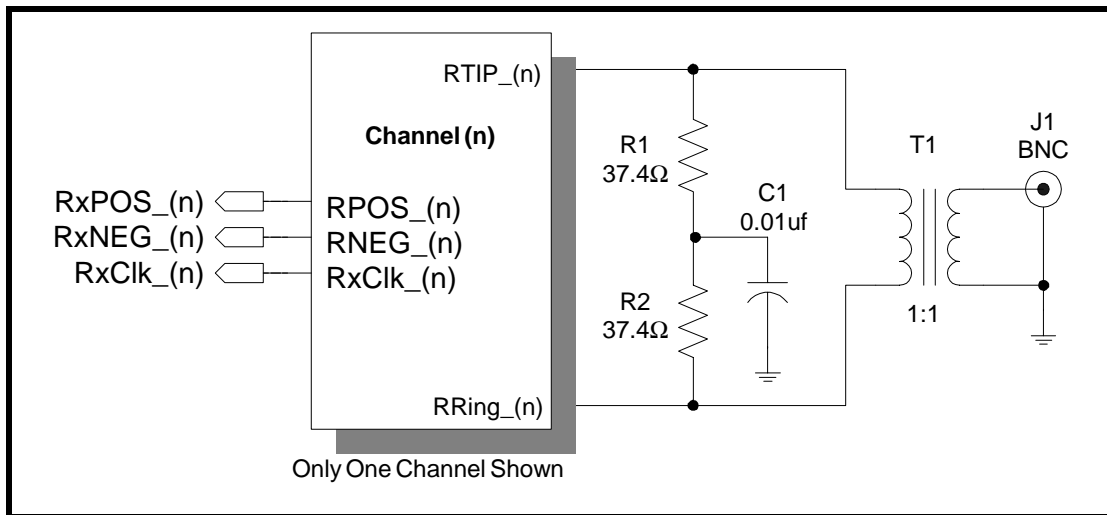 RTIP_(n)
Channel (n)
R1
37.4Ω
C1
0.01uf
T1
J1
BNC
RxPOS_(n)
RPOS_(n)
RxNEG_(n)
RNEG_(n)
RxClk_(n)
RxClk_(n)
R2
37.4Ω
1:1
RRing_(n)
Only One Channel Shown